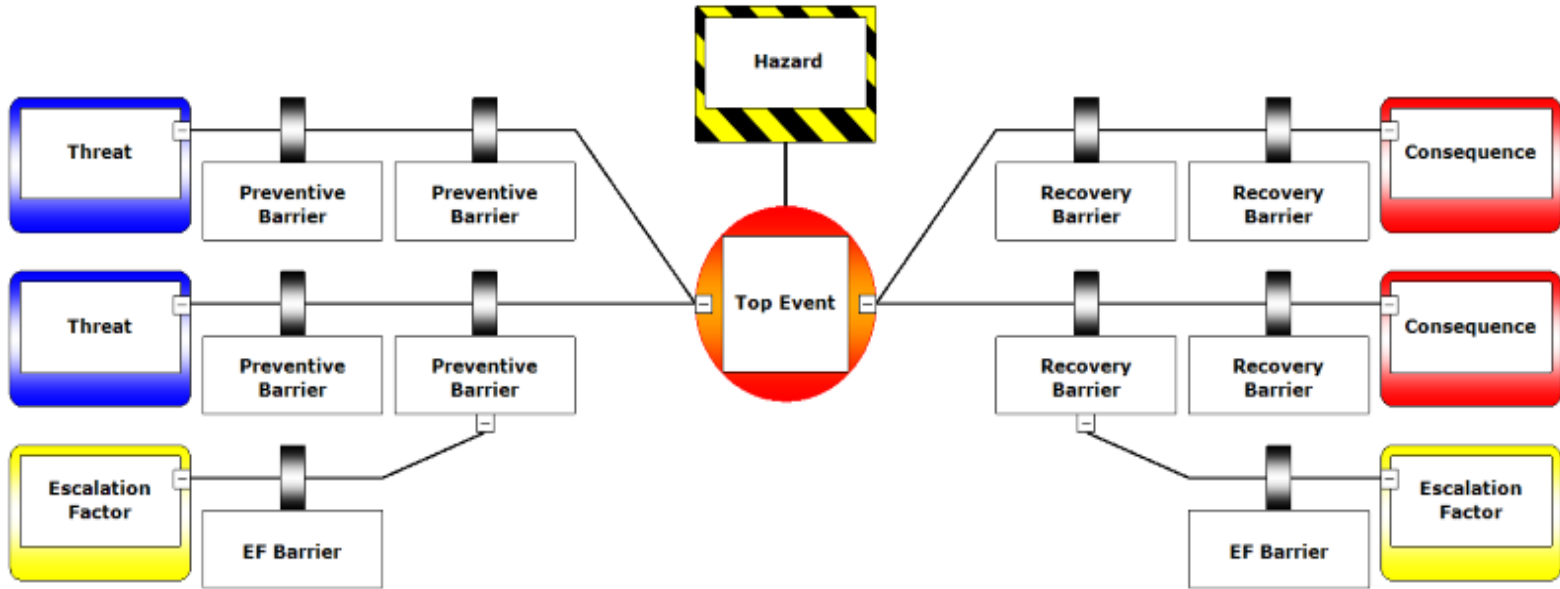 Hazard
Threat
Preventive
Barrier
Preventive
Barrier
Recovery
Barrier
Recovery
Barrier
Consequence
Top Event
Threat
Preventive
Barrier
Preventive
Barrier
Recovery
Barrier
Recovery
Barrier
Consequence
Escalation
Factor
EF Barrier
EF Barrier
Escalation
Factor